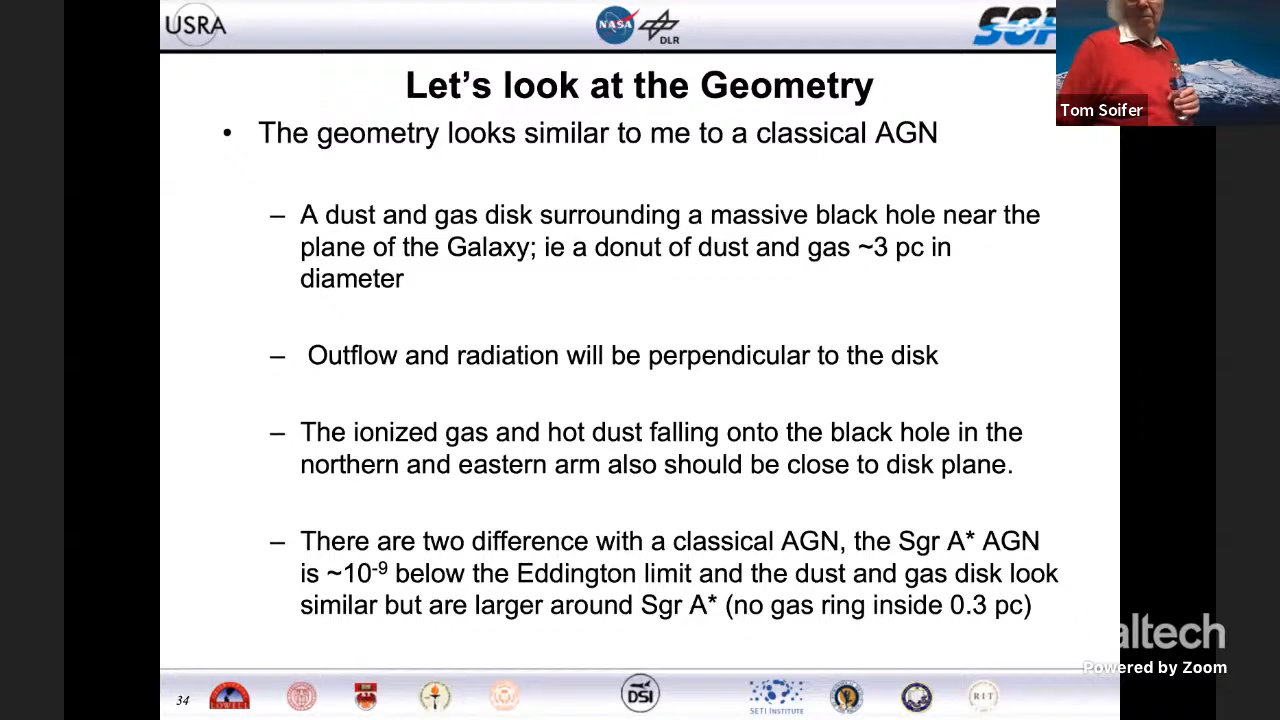 USRA
NASA
DLR
Tom Soifer
Let's look at the Geometry
• The geometry looks similar to me to a classical AGN
– A dust and gas disk surrounding a massive black hole near the
plane of the Galaxy; ie a donut of dust and gas ~3 pc in
diameter
– Outflow and radiation will be perpendicular to the disk
– The ionized gas and hot dust falling onto the black hole in the
northern and eastern arm also should be close to disk plane.
– There are two difference with a classical AGN, the Sgr A* AGN
is ~10⁻⁹ below the Eddington limit and the dust and gas disk look
similar but are larger around Sgr A* (no gas ring inside 0.3 pc)
altech
Powered by Zoom
34
LOWELL
DSI
SETI INSTITUTE
RIT